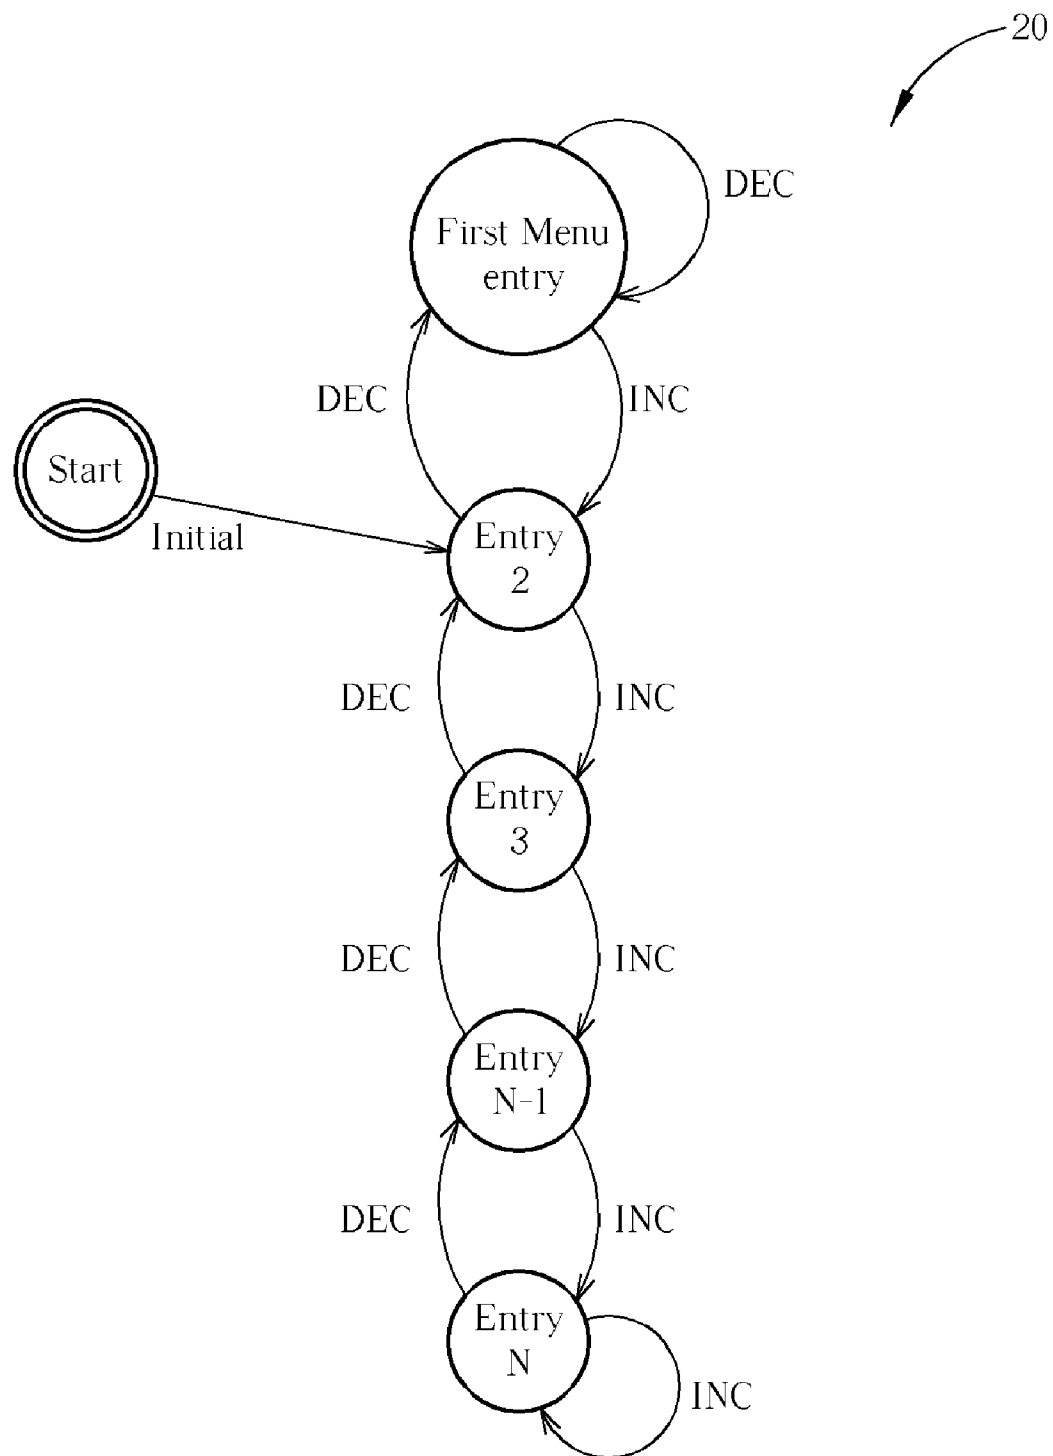 20
DEC
First Menu
entry
DEC
INC
Start
Initial
Entry
2
DEC
INC
Entry
3
DEC
INC
Entry
N-1
DEC
INC
Entry
N
INC